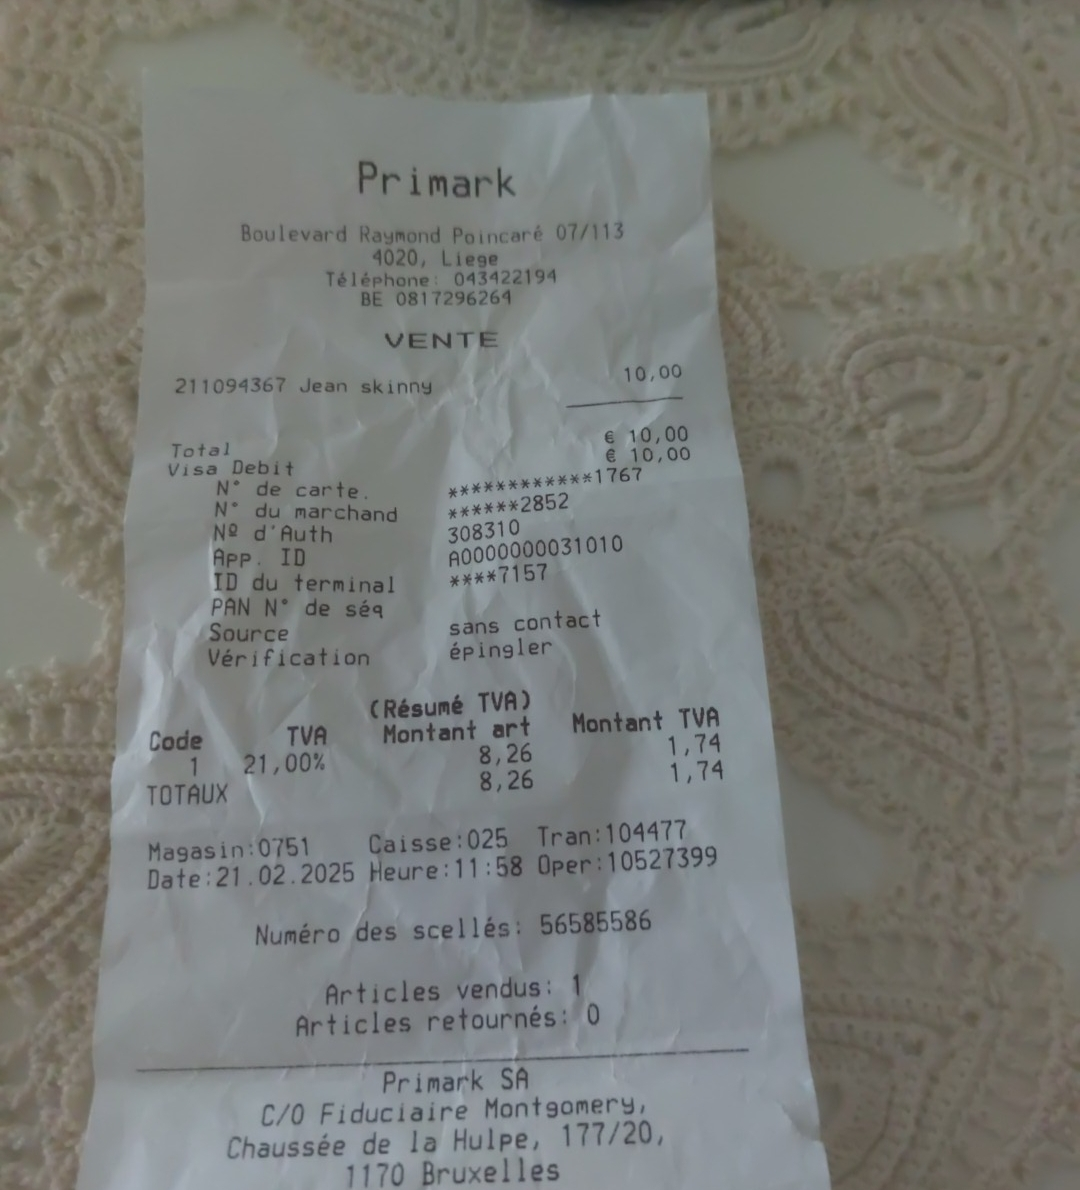 Primark
Boulevard Raymond Poincaré 07/113
4020, Liege
Téléphone: 043422194
BE 0817296264
VENTE
211094367 Jean skinny 10,00
Total € 10,00
Visa Debit € 10,00
N° de carte. ************1767
N° du marchand ******2852
Nº d'Auth 308310
App. ID A0000000031010
ID du terminal ****7157
PAN N° de séq
Source sans contact
Vérification épingler
(Résumé TVA)
Code TVA Montant art Montant TVA
1 21,00% 8,26 1,74
TOTAUX 8,26 1,74
Magasin:0751 Caisse:025 Tran:104477
Date:21.02.2025 Heure:11:58 Oper:10527399
Numéro des scellés: 56585586
Articles vendus: 1
Articles retournés: 0
Primark SA
C/O Fiduciaire Montgomery,
Chaussée de la Hulpe, 177/20,
1170 Bruxelles